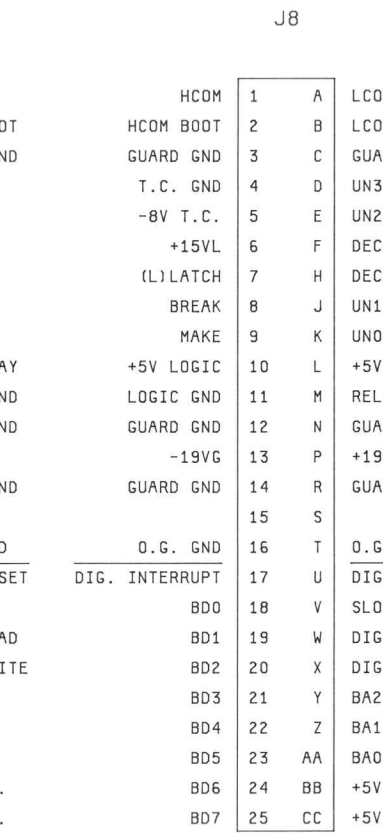 J8
HCOM 1 A LCO
OT HCOM BOOT 2 B LCO
ND GUARD GND 3 C GUA
T.C. GND 4 D UN3
-8V T.C. 5 E UN2
+15VL 6 F DEC
(L)LATCH 7 H DEC
BREAK 8 J UN1
MAKE 9 K UN0
AY +5V LOGIC 10 L +5V
ND LOGIC GND 11 M REL
ND GUARD GND 12 N GUA
-19VG 13 P +19
ND GUARD GND 14 R GUA
15 S
D O.G. GND 16 T O.G
SET DIG. INTERRUPT 17 U DIG
BD0 18 V SLO
AD BD1 19 W DIG
ITE BD2 20 X DIG
BD3 21 Y BA2
BD4 22 Z BA1
BD5 23 AA BA0
. BD6 24 BB +5V
. BD7 25 CC +5V